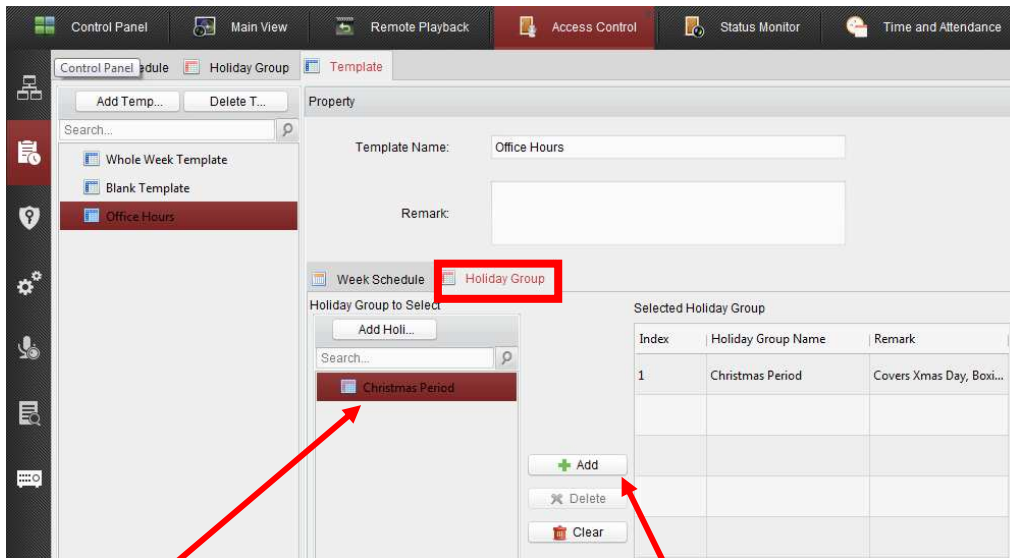 Control Panel
Main View
Remote Playback
Access Control
Status Monitor
Time and Attendance
Control Panel
edule
Holiday Group
Template
Add Temp...
Delete T...
Property
Search...
Whole Week Template
Blank Template
Office Hours
Template Name:
Office Hours
Remark:
Week Schedule
Holiday Group
Holiday Group to Select
Selected Holiday Group
Add Holi...
Search...
Christmas Period
Index Holiday Group Name Remark
1 Christmas Period Covers Xmas Day, Boxi...
Add
Delete
Clear